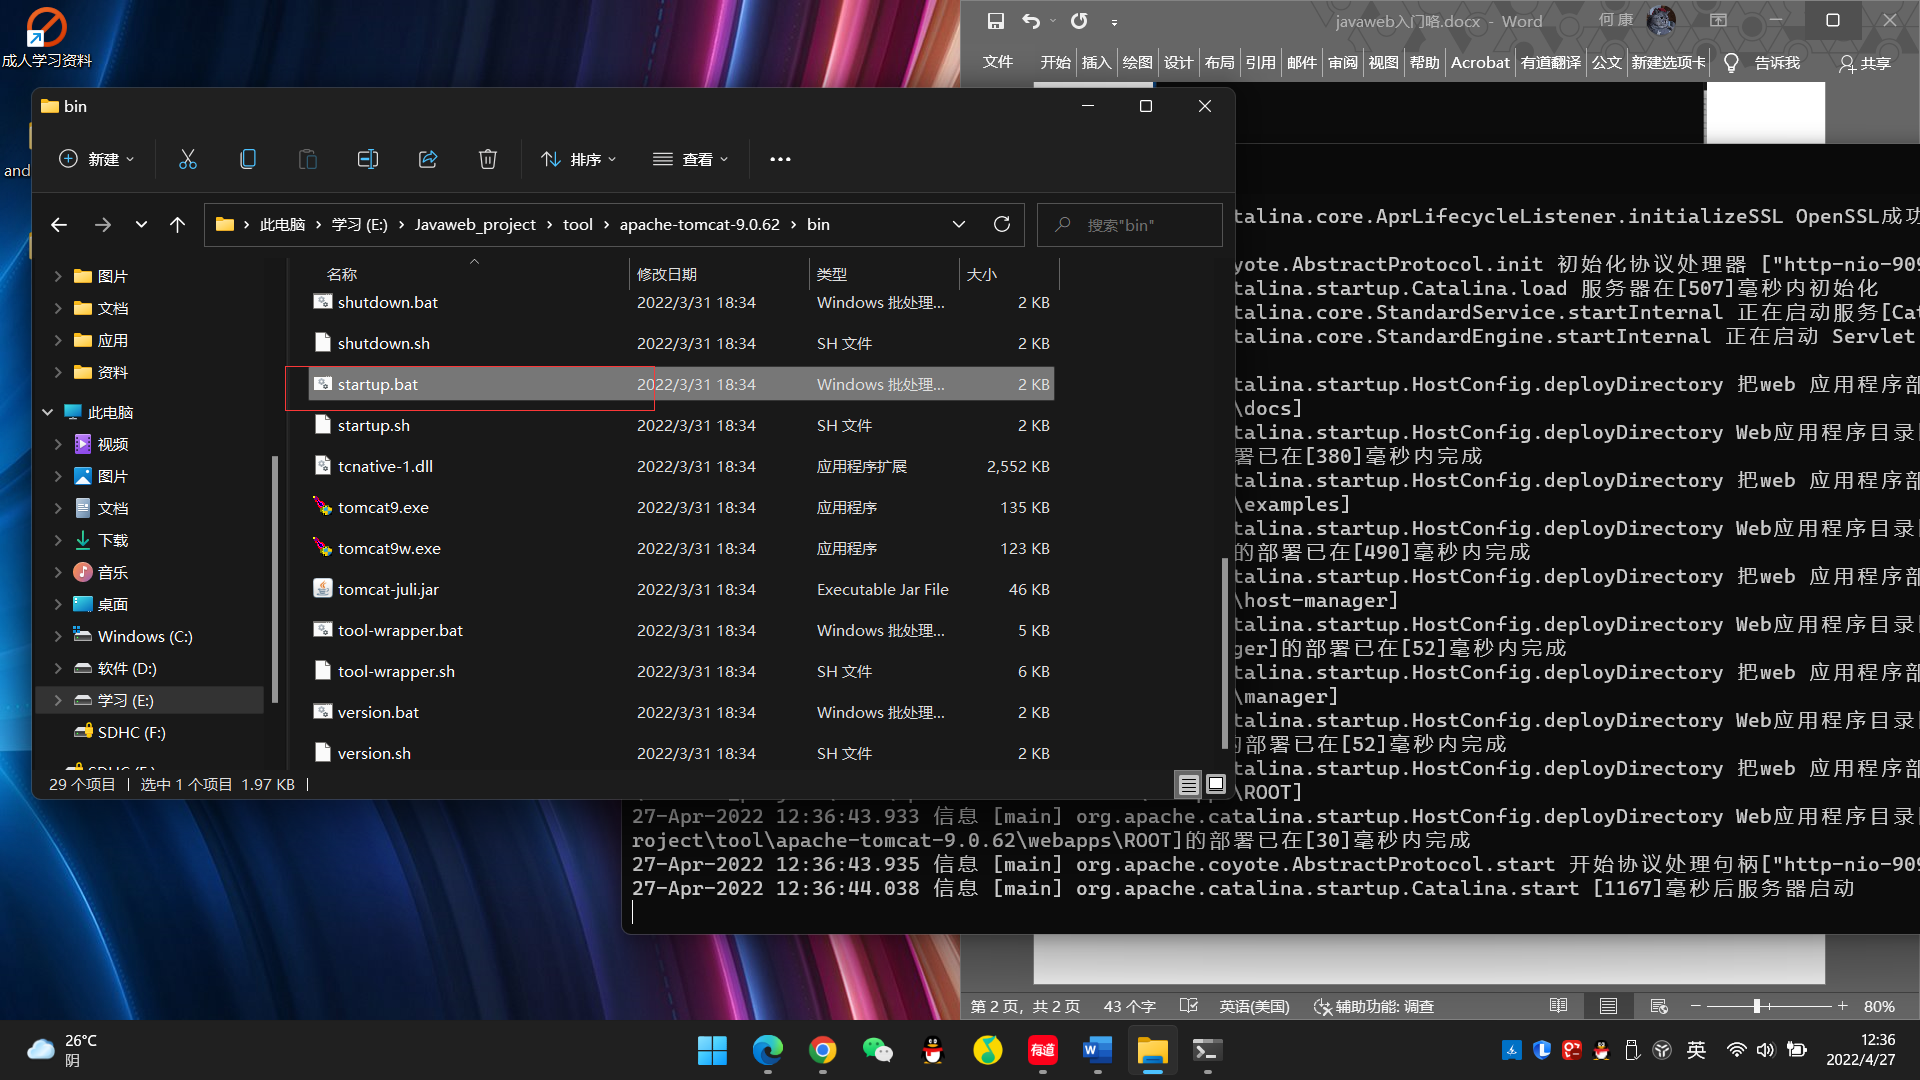 成人学习资料
and
javaweb入门咯.docx - Word
何 康
文件 开始 插入 绘图 设计 布局 引用 邮件 审阅 视图 帮助 Acrobat 有道翻译 公文 新建选项卡 告诉我 共享
bin
新建 排序 查看
此电脑 学习 (E:) Javaweb_project tool apache-tomcat-9.0.62 bin
搜索"bin"
图片
文档
应用
资料
此电脑
视频
图片
文档
下载
音乐
桌面
Windows (C:)
软件 (D:)
学习 (E:)
SDHC (F:)
名称 修改日期 类型 大小
shutdown.bat 2022/3/31 18:34 Windows 批处理... 2 KB
shutdown.sh 2022/3/31 18:34 SH 文件 2 KB
startup.bat 2022/3/31 18:34 Windows 批处理... 2 KB
startup.sh 2022/3/31 18:34 SH 文件 2 KB
tcnative-1.dll 2022/3/31 18:34 应用程序扩展 2,552 KB
tomcat9.exe 2022/3/31 18:34 应用程序 135 KB
tomcat9w.exe 2022/3/31 18:34 应用程序 123 KB
tomcat-juli.jar 2022/3/31 18:34 Executable Jar File 46 KB
tool-wrapper.bat 2022/3/31 18:34 Windows 批处理... 5 KB
tool-wrapper.sh 2022/3/31 18:34 SH 文件 6 KB
version.bat 2022/3/31 18:34 Windows 批处理... 2 KB
version.sh 2022/3/31 18:34 SH 文件 2 KB
29 个项目 选中 1 个项目 1.97 KB
talina.core.AprLifecycleListener.initializeSSL OpenSSL成功
yote.AbstractProtocol.init 初始化协议处理器 ["http-nio-909
talina.startup.Catalina.load 服务器在[507]毫秒内初始化
talina.core.StandardService.startInternal 正在启动服务[Cat
talina.core.StandardEngine.startInternal 正在启动 Servlet
talina.startup.HostConfig.deployDirectory 把web 应用程序部
\docs]
talina.startup.HostConfig.deployDirectory Web应用程序目录
署已在[380]毫秒内完成
talina.startup.HostConfig.deployDirectory 把web 应用程序部
\examples]
talina.startup.HostConfig.deployDirectory Web应用程序目录
的部署已在[490]毫秒内完成
talina.startup.HostConfig.deployDirectory 把web 应用程序部
\host-manager]
talina.startup.HostConfig.deployDirectory Web应用程序目录
ger]的部署已在[52]毫秒内完成
talina.startup.HostConfig.deployDirectory 把web 应用程序部
\manager]
talina.startup.HostConfig.deployDirectory Web应用程序目录
的部署已在[52]毫秒内完成
talina.startup.HostConfig.deployDirectory 把web 应用程序部
\ROOT]
27-Apr-2022 12:36:43.933 信息 [main] org.apache.catalina.startup.HostConfig.deployDirectory Web应用程序目录
roject\tool\apache-tomcat-9.0.62\webapps\ROOT]的部署已在[30]毫秒内完成
27-Apr-2022 12:36:43.935 信息 [main] org.apache.coyote.AbstractProtocol.start 开始协议处理句柄["http-nio-909
27-Apr-2022 12:36:44.038 信息 [main] org.apache.catalina.startup.Catalina.start [1167]毫秒后服务器启动
第 2 页，共 2 页 43 个字 英语(美国) 辅助功能: 调查 80%
26°C
阴
有道
英
12:36
2022/4/27